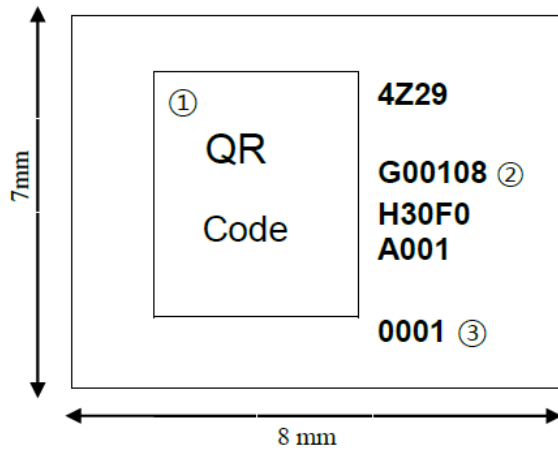 ①
QR
Code
4Z29
G00108 ②
H30F0
A001
0001 ③
7mm
8 mm